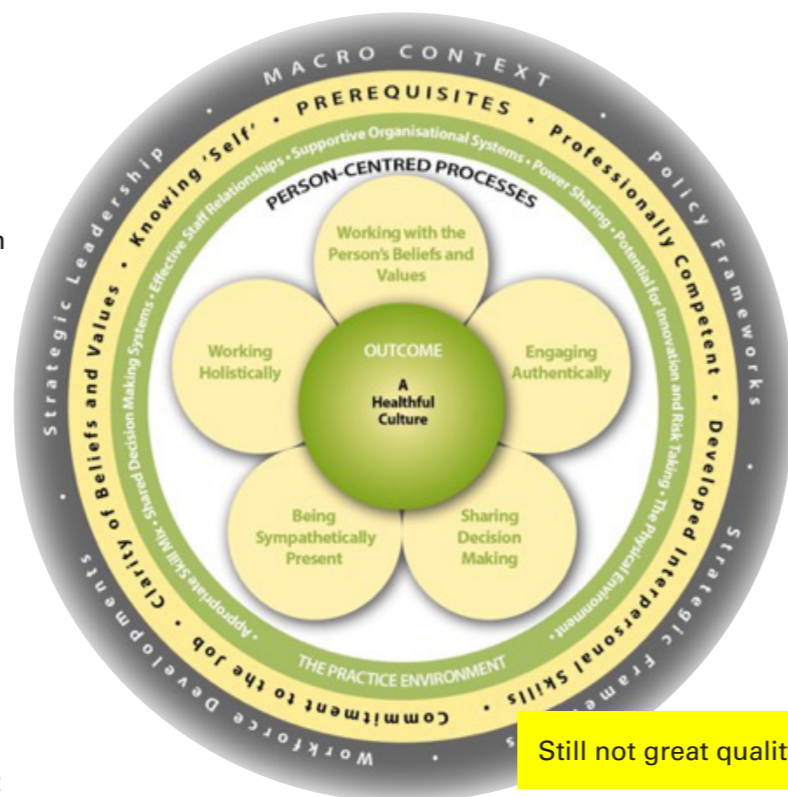 MACRO CONTEXT
Policy Frameworks
Strategic
Workforce Developments
Strategic Leadership
PREREQUISITES
Professionally Competent
Developed Interpersonal Skills
Commitment to the Job
Clarity of Beliefs and Values
Knowing 'Self'
THE PRACTICE ENVIRONMENT
Appropriate Skill Mix
Shared Decision Making Systems
Effective Staff Relationships
Supportive Organisational Systems
Power Sharing
Potential for Innovation and Risk Taking
The Physical Environment
PERSON-CENTRED PROCESSES
Working with the
Person's Beliefs and
Values
Engaging
Authentically
Sharing
Decision
Making
Being
Sympathetically
Present
Working
Holistically
OUTCOME
A
Healthful
Culture
Still not great qualit